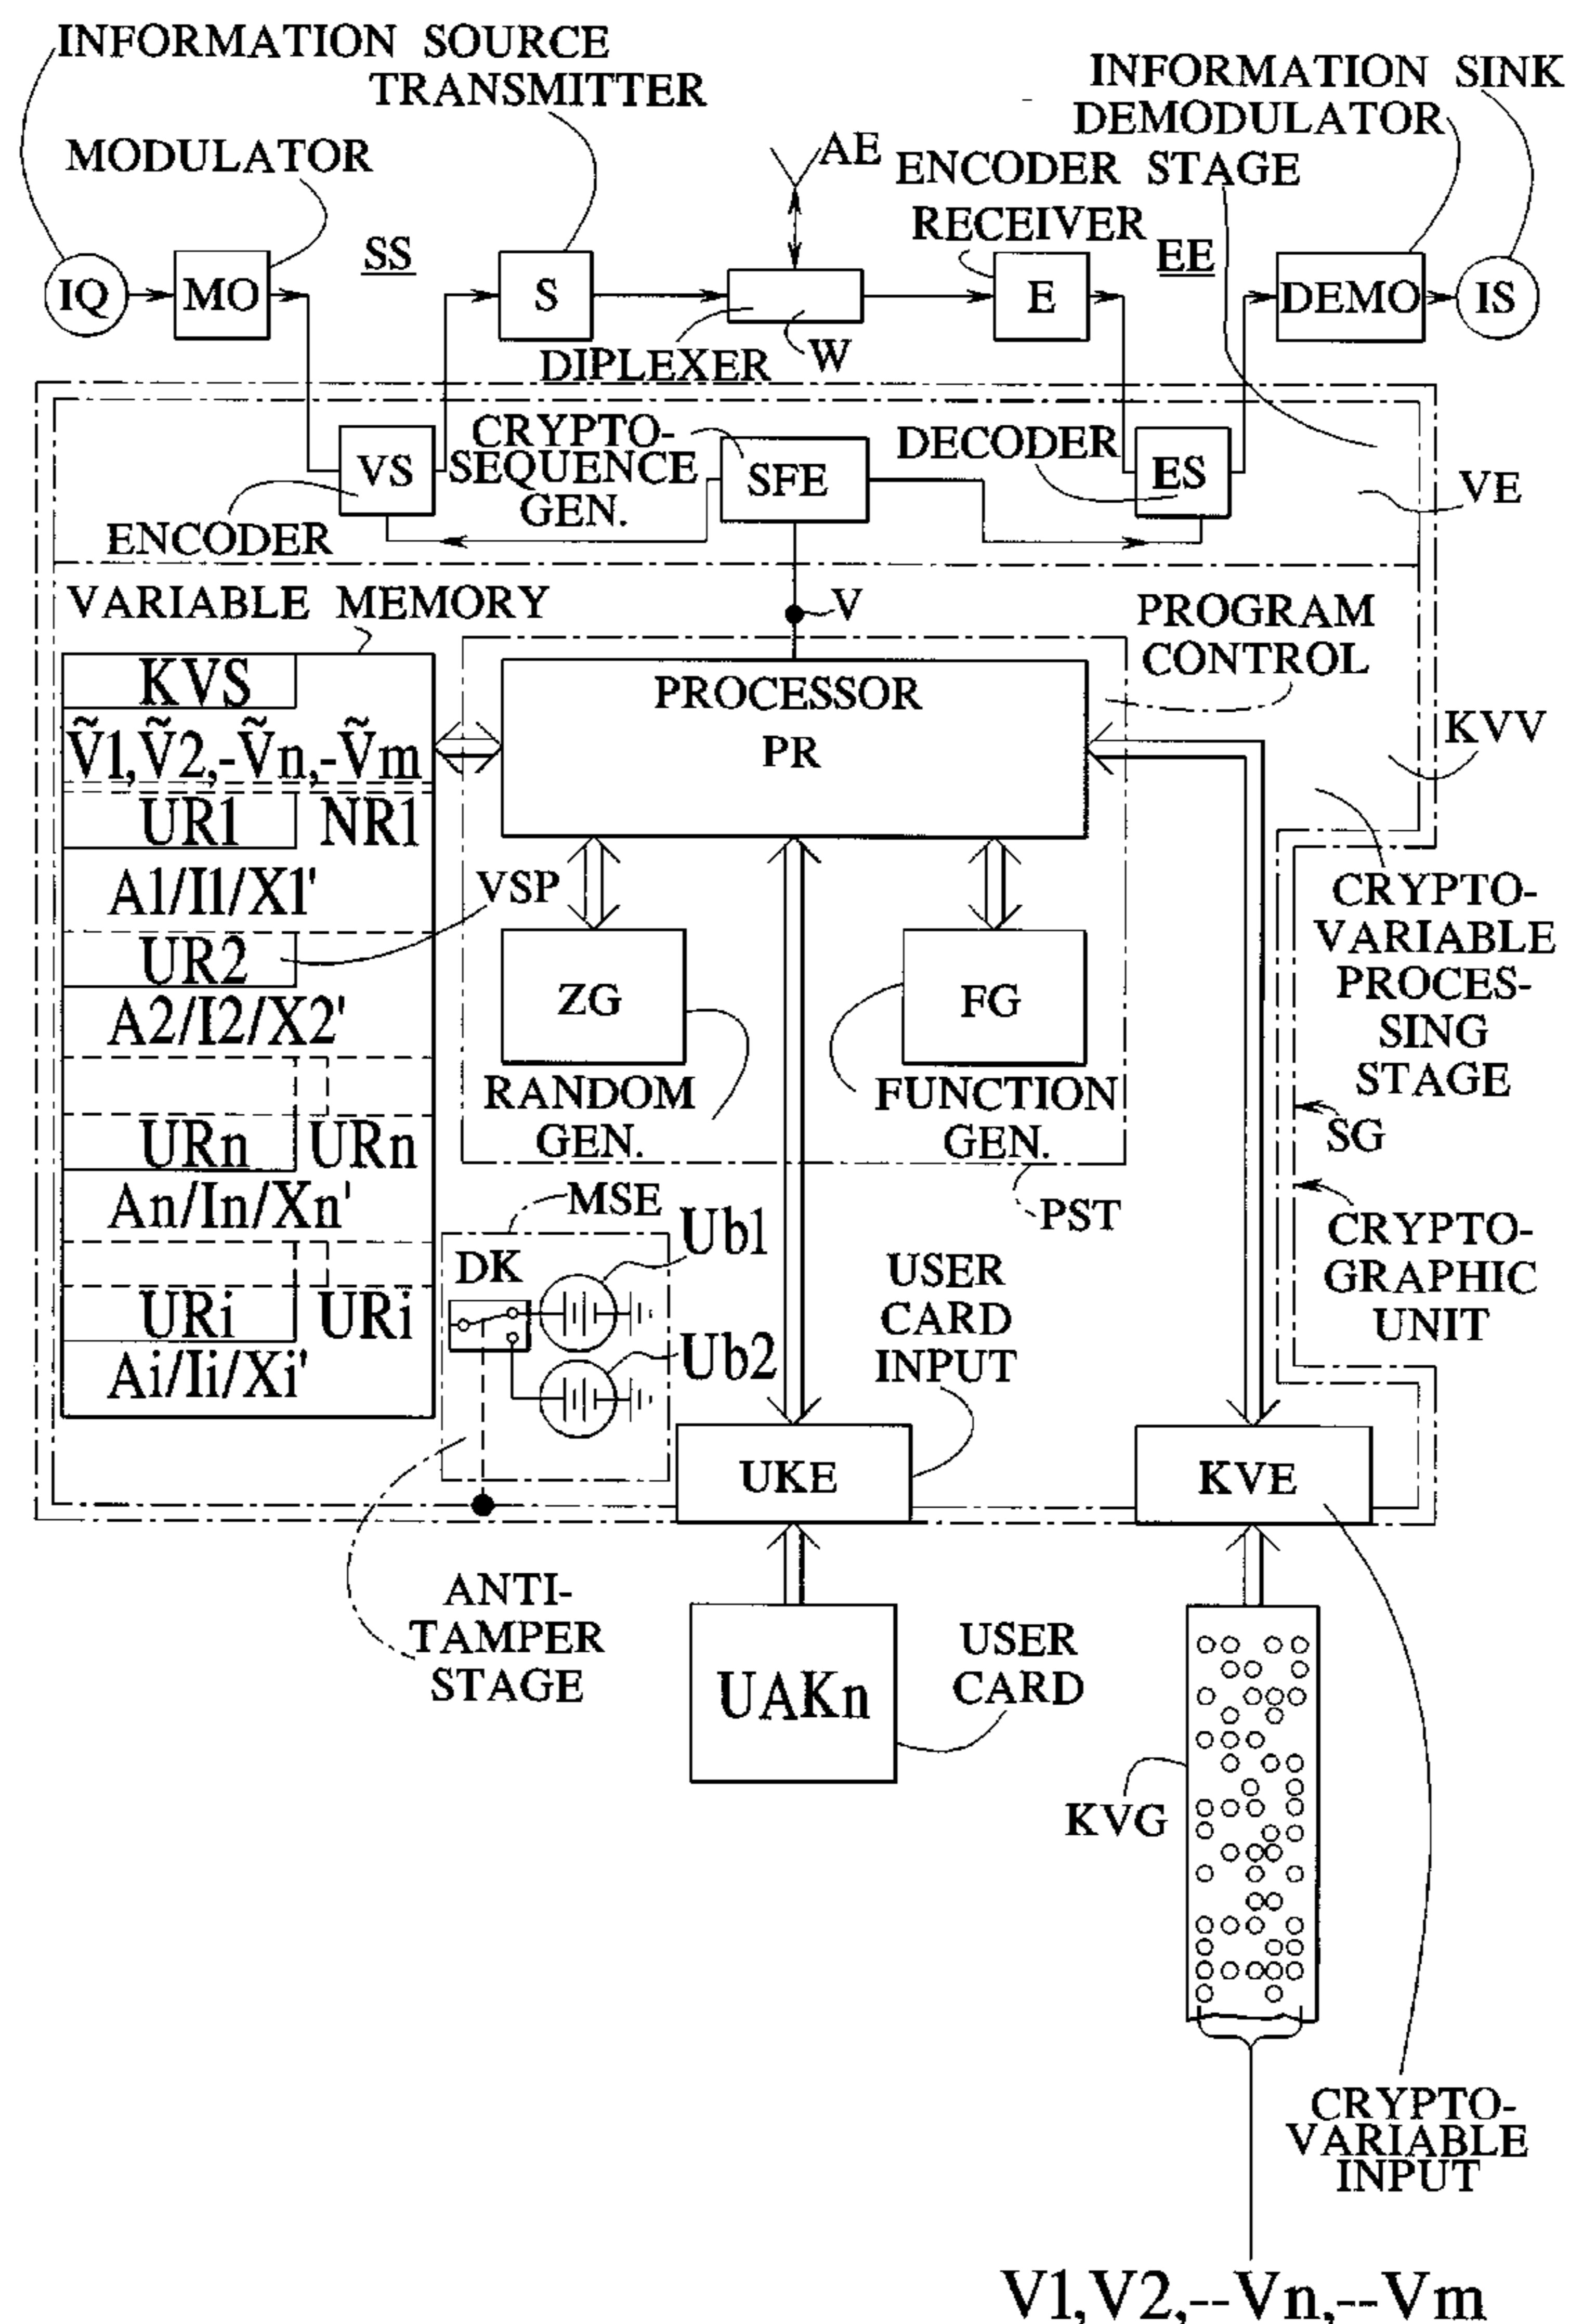 INFORMATION SOURCE
TRANSMITTER
INFORMATION SINK
DEMODULATOR
MODULATOR
AE
ENCODER STAGE
RECEIVER
SS
EE
IQ
MO
S
E
DEMO
IS
DIPLEXER
W
CRYPTO-
SEQUENCE
GEN.
DECODER
VS
SFE
ES
VE
ENCODER
VARIABLE MEMORY
V
PROGRAM
CONTROL
KVS
PROCESSOR
PR
KVV
Ṽ1,Ṽ2,-Ṽn,-Ṽm
UR1 NR1
A1/I1/X1'
VSP
UR2
A2/I2/X2'
ZG
FG
CRYPTO-
VARIABLE
PROCES-
SING
STAGE
RANDOM
GEN.
FUNCTION
GEN.
SG
URn URn
An/In/Xn'
MSE
PST
Ub1
DK
USER
CARD
INPUT
CRYPTO-
GRAPHIC
UNIT
URi URi
Ub2
Ai/Ii/Xi'
UKE
KVE
ANTI-
TAMPER
STAGE
UAKn
USER
CARD
KVG
CRYPTO-
VARIABLE
INPUT
V1,V2,--Vn,--Vm